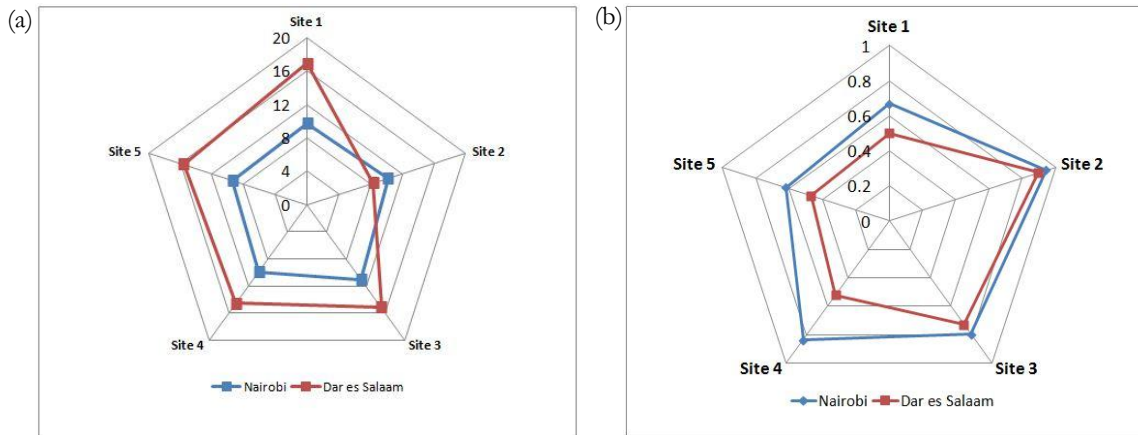 (a)
Site 1
20
16
12
8
4
0
Site 5
Site 2
Site 4
Site 3
Nairobi Dar es Salaam
(b)
Site 1
1
0.8
0.6
0.4
0.2
0
Site 5
Site 2
Site 4
Site 3
Nairobi Dar es Salaam